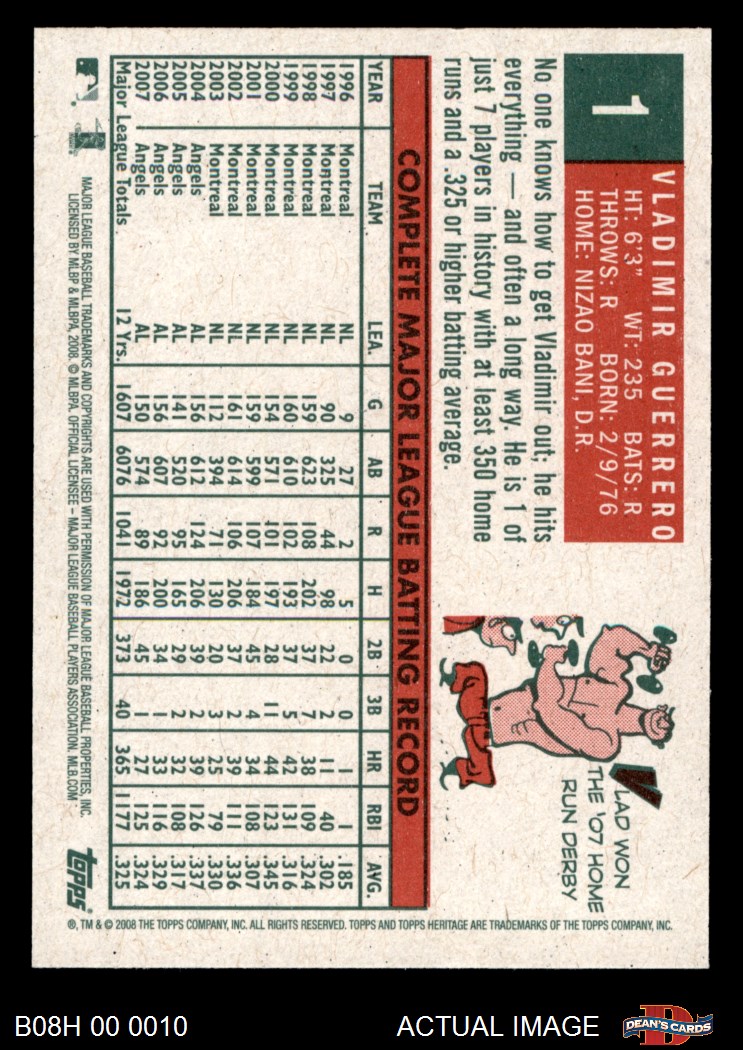 1
VLADIMIR GUERRERO
HT: 6'3" WT: 235 BATS: R
THROWS: R BORN: 2/9/76
HOME: NIZAO BANI, D.R.
No one knows how to get Vladimir out; he hits
everything — and often a long way. He is 1 of
just 7 players in history with at least 350 home
runs and a .325 or higher batting average.
VLAD WON
THE '07 HOME
RUN DERBY
COMPLETE MAJOR LEAGUE BATTING RECORD
YEAR TEAM LEA. G AB R H 2B 3B HR RBI AVG.
1996 Montreal NL 9 27 2 5 0 0 1 1 .185
1997 Montreal NL 90 325 44 98 22 2 11 40 .302
1998 Montreal NL 159 623 108 202 37 7 38 109 .324
1999 Montreal NL 160 610 102 193 37 5 42 131 .316
2000 Montreal NL 154 571 101 197 28 11 44 123 .345
2001 Montreal NL 159 599 107 184 45 4 34 108 .307
2002 Montreal NL 161 614 106 206 37 2 39 111 .336
2003 Montreal NL 112 394 71 130 20 3 25 79 .330
2004 Angels AL 156 612 124 206 39 2 39 126 .337
2005 Angels AL 141 520 95 165 29 2 32 108 .317
2006 Angels AL 156 607 92 200 34 1 33 116 .329
2007 Angels AL 150 574 89 186 45 1 27 125 .324
Major League Totals 12 Yrs. 1607 6076 1041 1972 373 40 365 1177 .325
MAJOR LEAGUE BASEBALL TRADEMARKS AND COPYRIGHTS ARE USED WITH PERMISSION OF MAJOR LEAGUE BASEBALL PROPERTIES, INC.
LICENSED BY MLBP & MLBPA, 2008. © MLBPA. OFFICIAL LICENSEE – MAJOR LEAGUE BASEBALL PLAYERS ASSOCIATION. MLB.COM
TOPPS
®, TM & © 2008 THE TOPPS COMPANY, INC. ALL RIGHTS RESERVED. TOPPS AND TOPPS HERITAGE ARE TRADEMARKS OF THE TOPPS COMPANY, INC.
B08H 00 0010
ACTUAL IMAGE
D
DEAN'S CARDS